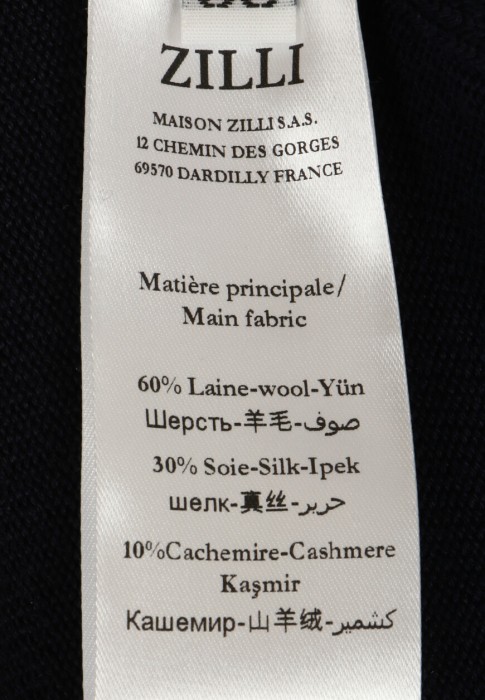 ZILLI
MAISON ZILLI S.A.S.
12 CHEMIN DES GORGES
69570 DARDILLY FRANCE
Matière principale/
Main fabric
60% Laine-wool-Yün
Шерсть-羊毛-صوف
30% Soie-Silk-Ipek
шелк-真丝-حرير
10%Cachemire-Cashmere
Kaşmir
Кашемир-山羊绒-كشمير